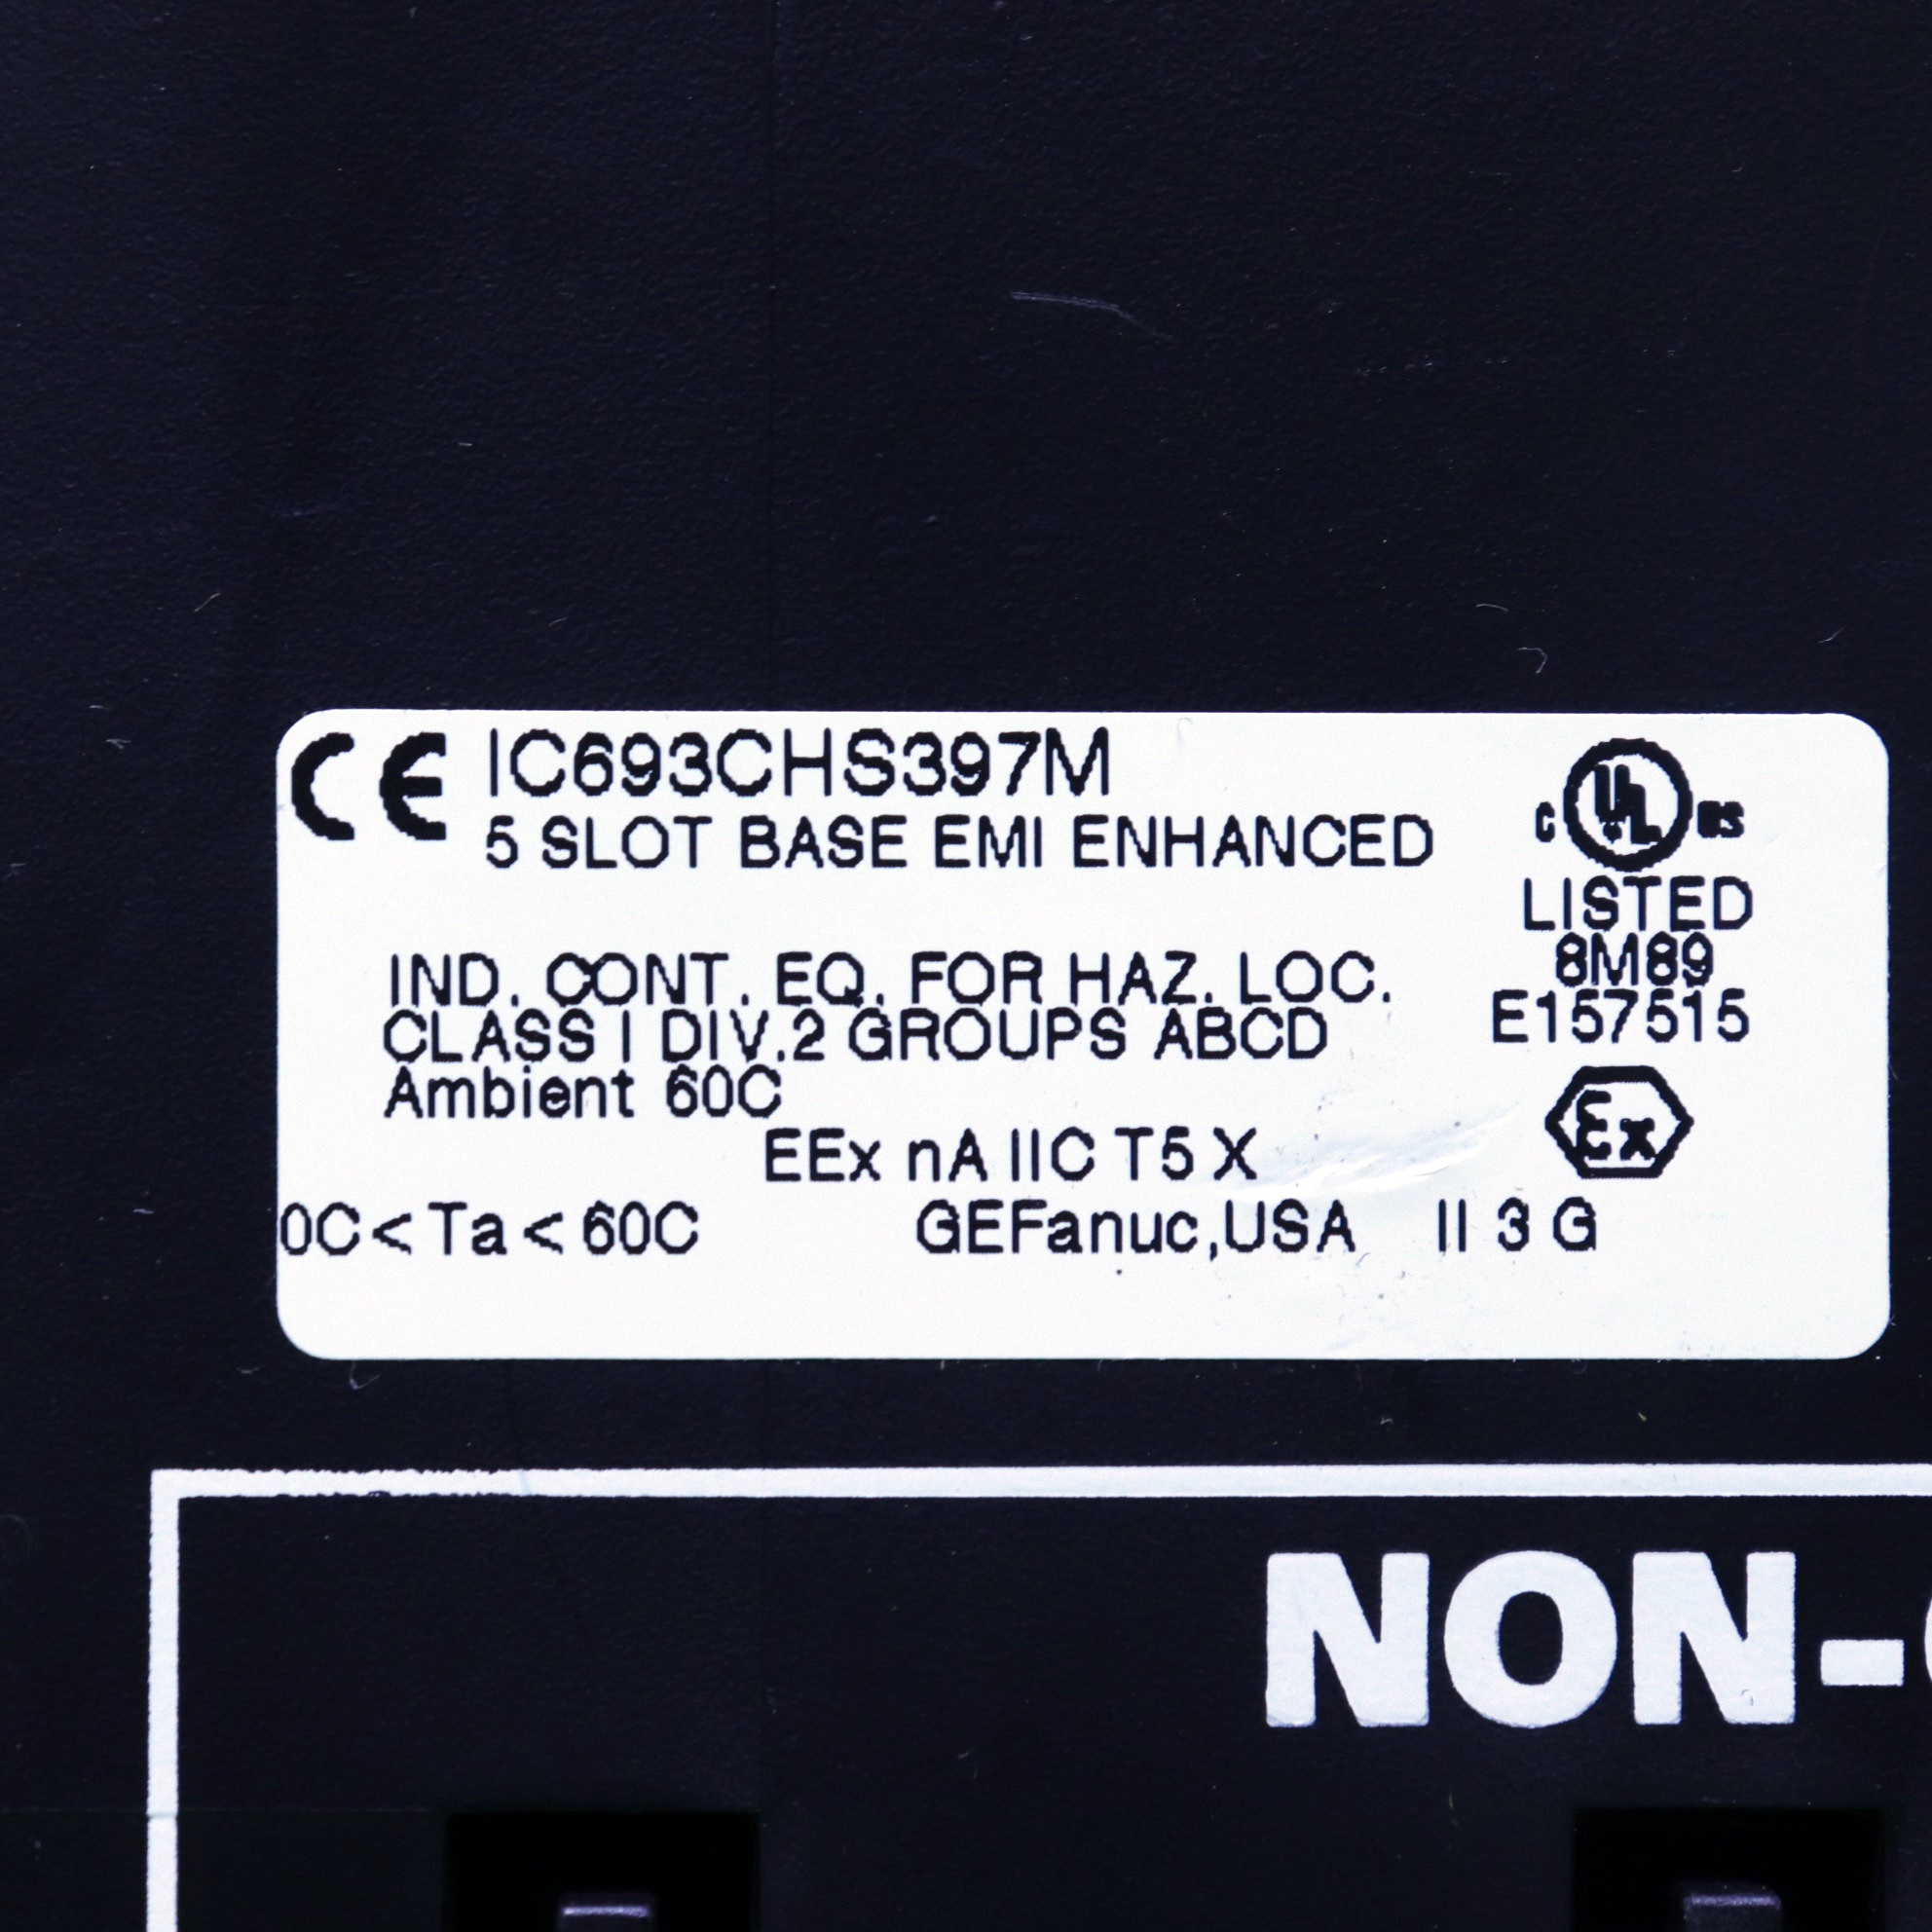 CE IC693CHS397M
5 SLOT BASE EMI ENHANCED
C UL US
LISTED
8M89
E157515
IND. CONT. EQ. FOR HAZ. LOC.
CLASS I DIV.2 GROUPS ABCD
Ambient 60C
EEx nA IIC T5 X
Ex
0C < Ta < 60C GEFanuc,USA II 3 G
NON-